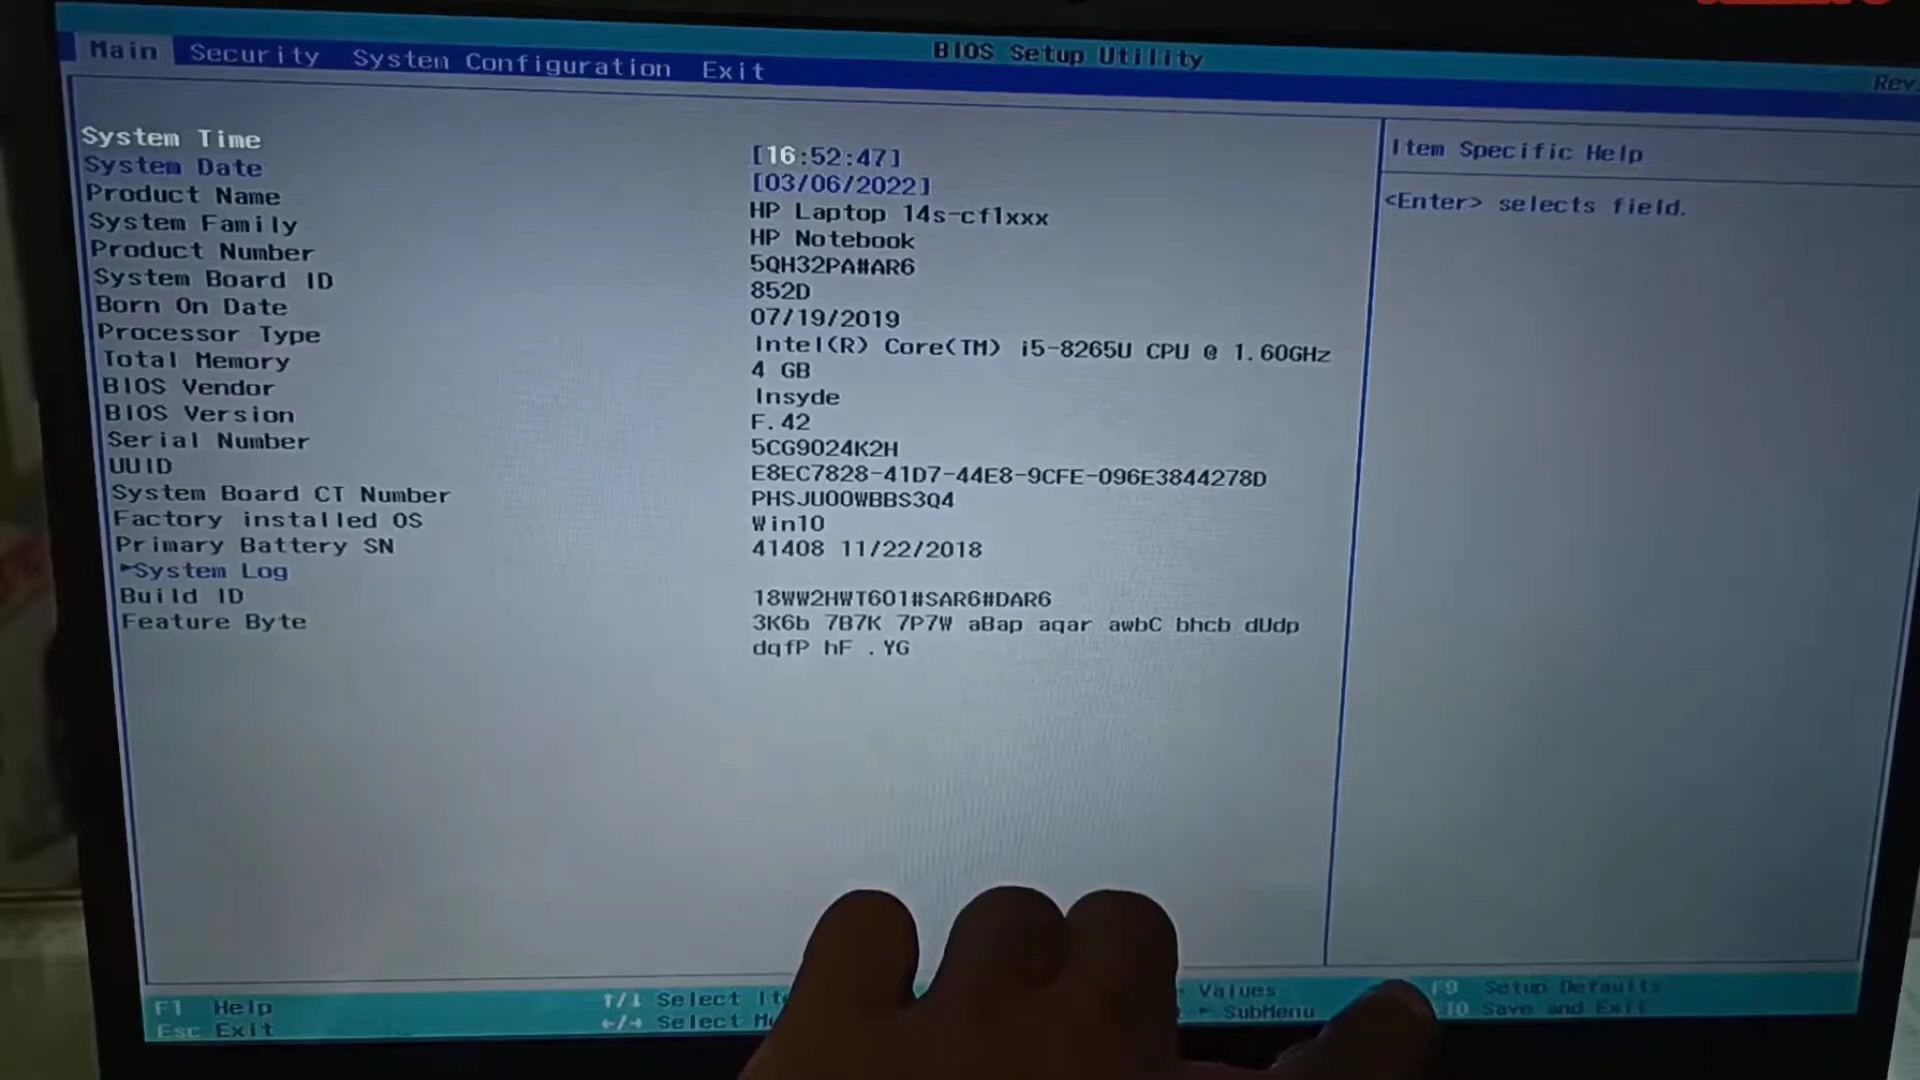 BIOS Setup Utility
Main Security System Configuration Exit
Rev.
System Time [16:52:47]
System Date [03/06/2022]
Product Name HP Laptop 14s-cf1xxx
System Family HP Notebook
Product Number 5QH32PA#AR6
System Board ID 852D
Born On Date 07/19/2019
Processor Type Intel(R) Core(TM) i5-8265U CPU @ 1.60GHz
Total Memory 4 GB
BIOS Vendor Insyde
BIOS Version F.42
Serial Number 5CG9024K2H
UUID E8EC7828-41D7-44E8-9CFE-096E3844278D
System Board CT Number PHSJU00WBBS3Q4
Factory installed OS Win10
Primary Battery SN 41408 11/22/2018
►System Log
Build ID 18WW2HWT601#SAR6#DAR6
Feature Byte 3K6b 7B7K 7P7W aBap aqar awbC bhcb dUdp
dqfP hF .YG
Item Specific Help
<Enter> selects field.
F1 Help ↑/↓ Select Values F9 Setup Defaults
Esc Exit ←/→ Select SubMenu Save and Exit